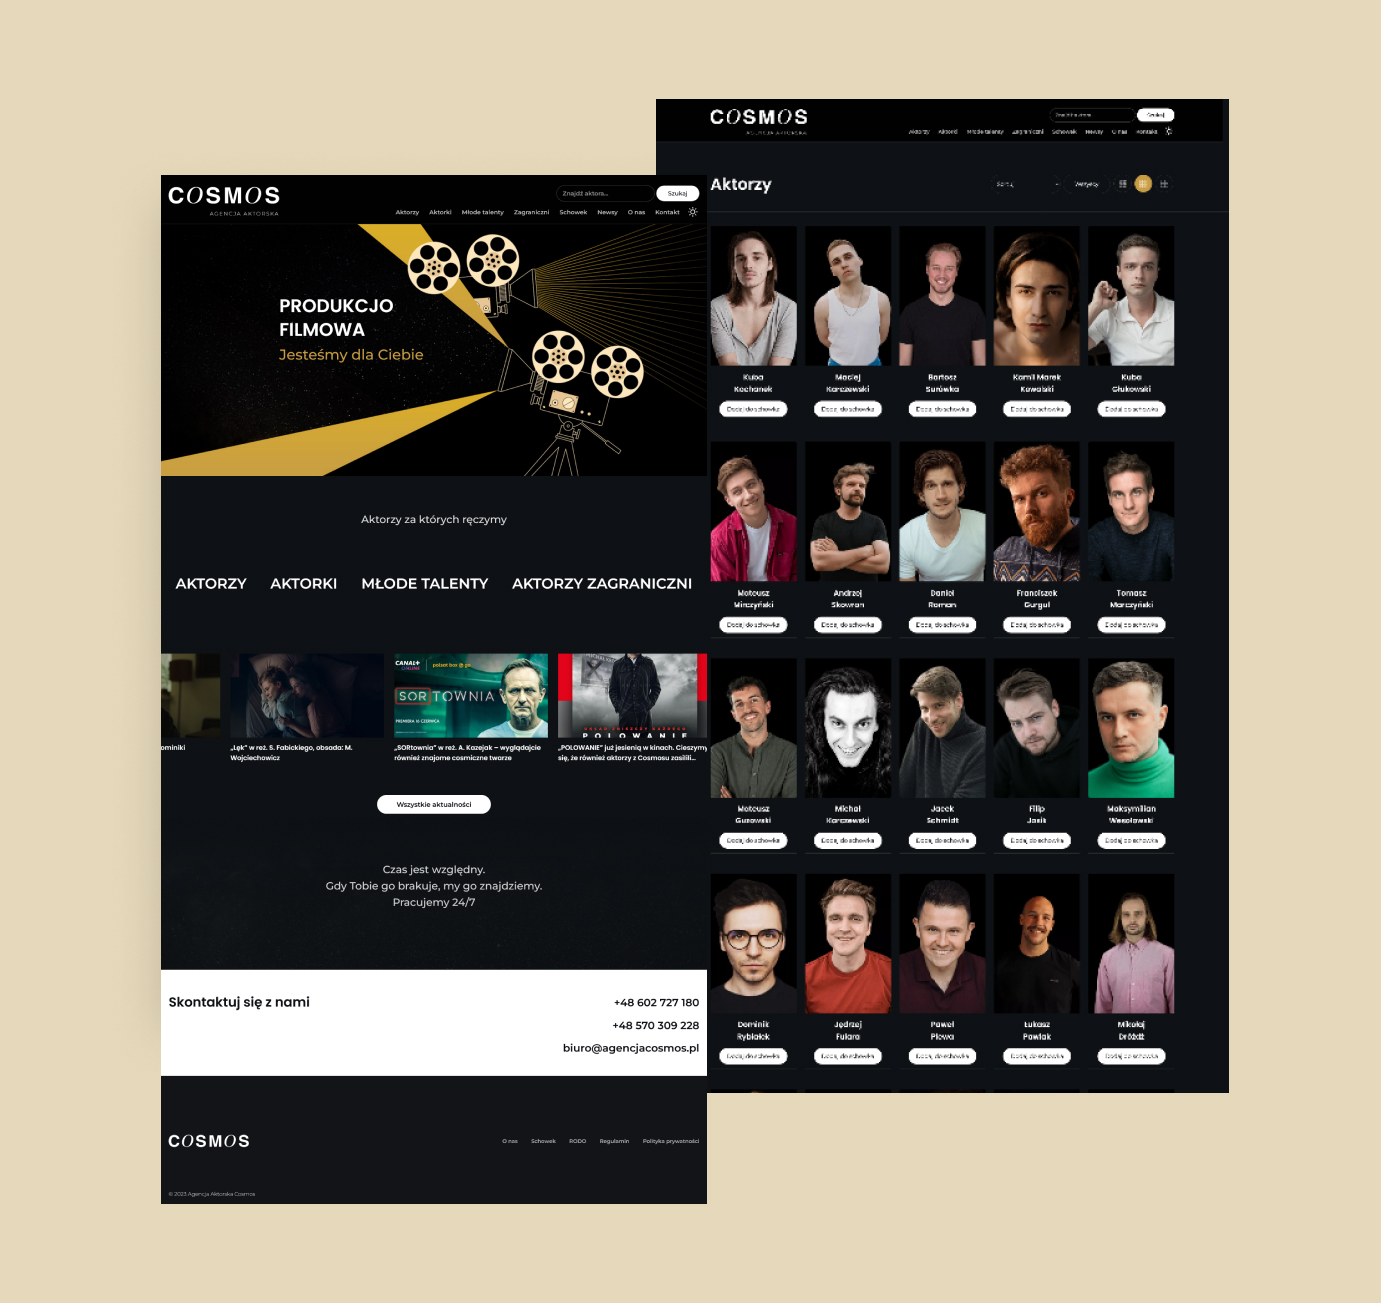 COSMOS
AGENCJA AKTORSKA
Znajdź aktora...
Szukaj
Aktorzy Aktorki Młode talenty Zagraniczni Schowek Newsy O nas Kontakt
PRODUKCJO
FILMOWA
Jesteśmy dla Ciebie
Aktorzy za których ręczymy
AKTORZY AKTORKI MŁODE TALENTY AKTORZY ZAGRANICZNI
CANAL+
polsat box go
SORTOWNIA
PREMIERA 16 CZERWCA
POLOWANIE
ominiki
„Lęk” w reż. S. Fabickiego, obsada: M.
Wojciechowicz
„SORtownia” w reż. A. Kazejak – wyglądajcie
również znajome cosmiczne twarze
„POLOWANIE” już jesienią w kinach. Cieszymy
się, że również aktorzy z Cosmosu zasilili...
Wszystkie aktualności
Czas jest względny.
Gdy Tobie go brakuje, my go znajdziemy.
Pracujemy 24/7
Skontaktuj się z nami
+48 602 727 180
+48 570 309 228
biuro@agencjacosmos.pl
COSMOS
O nas Schowek RODO Regulamin Polityka prywatności
© 2023 Agencja Aktorska Cosmos
COSMOS
AGENCJA AKTORSKA
Szukaj
Aktorzy Aktorki Młode talenty Zagraniczni Schowek Newsy O nas Kontakt
Aktorzy
Sortuj
Wszyscy
Kuba
Kochanek
Maciej
Karczewski
Bartosz
Surówka
Kamil Marek
Kowalski
Kuba
Głukowski
Dodaj do schowka Dodaj do schowka Dodaj do schowka Dodaj do schowka Dodaj do schowka
Mateusz
Mirczyński
Andrzej
Skowron
Daniel
Roman
Franciszek
Gurgul
Tomasz
Marczyński
Dodaj do schowka Dodaj do schowka Dodaj do schowka Dodaj do schowka Dodaj do schowka
Mateusz
Guzowski
Michał
Karczewski
Jacek
Schmidt
Filip
Jasik
Maksymilian
Wesołowski
Dodaj do schowka Dodaj do schowka Dodaj do schowka Dodaj do schowka Dodaj do schowka
Dominik
Rybiałek
Jędrzej
Fulara
Paweł
Plewa
Łukasz
Pawlak
Mikołaj
Dróżdż
Dodaj do schowka Dodaj do schowka Dodaj do schowka Dodaj do schowka Dodaj do schowka